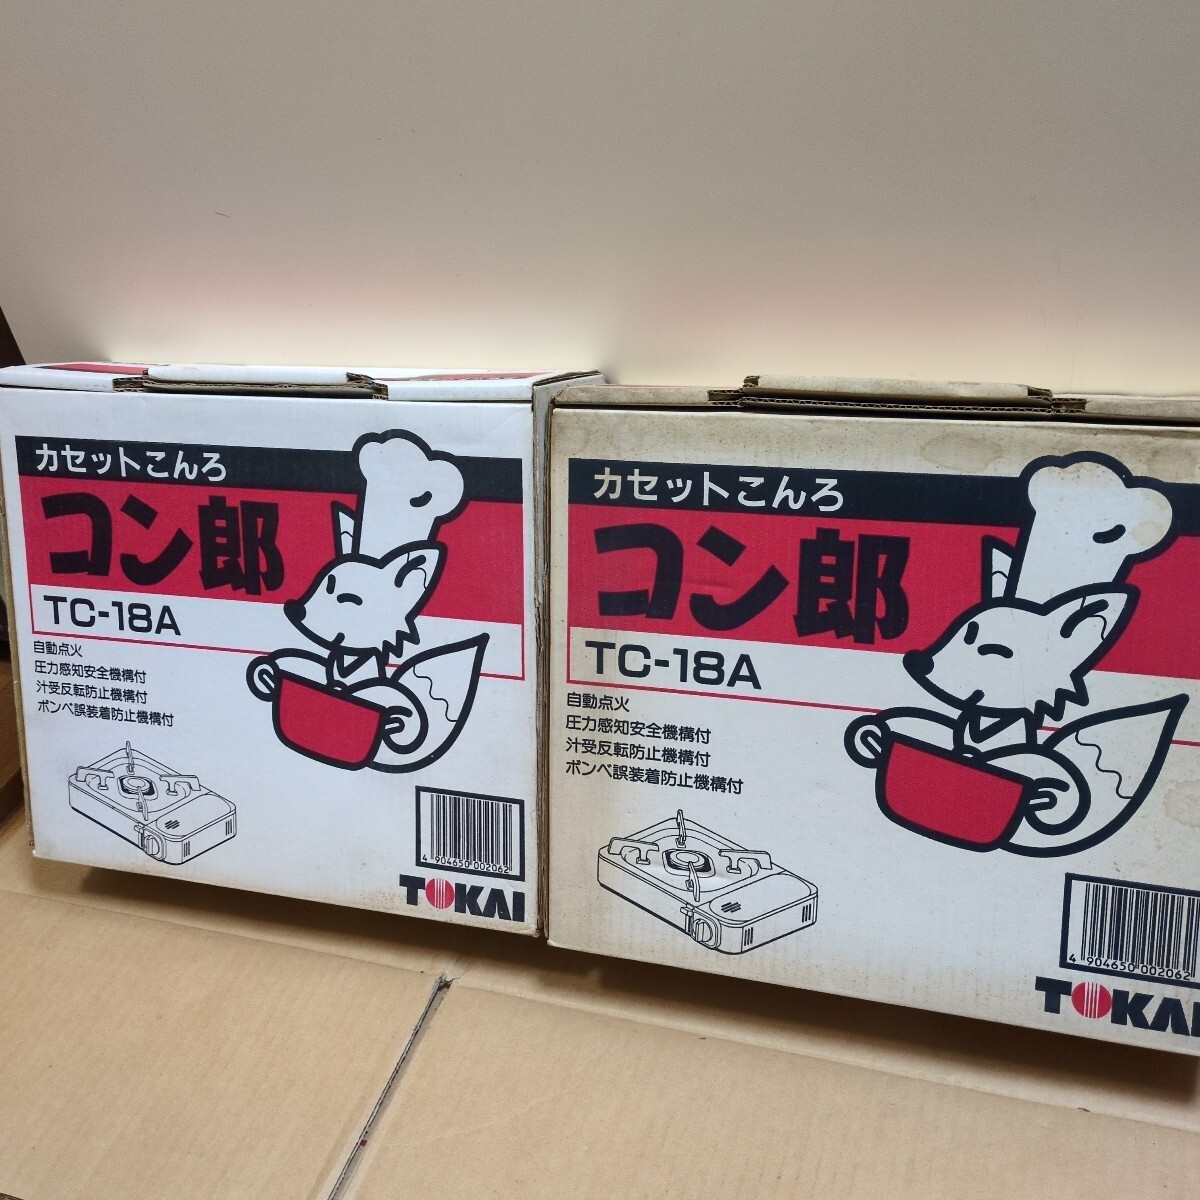 カセットこんろ
コン郎
TC-18A
自動点火
圧力感知安全機構付
汁受反転防止機構付
ボンベ誤装着防止機構付
4 904650 002062
TOKAI
カセットこんろ
コン郎
TC-18A
自動点火
圧力感知安全機構付
汁受反転防止機構付
ボンベ誤装着防止機構付
4 904650 002062
TOKAI